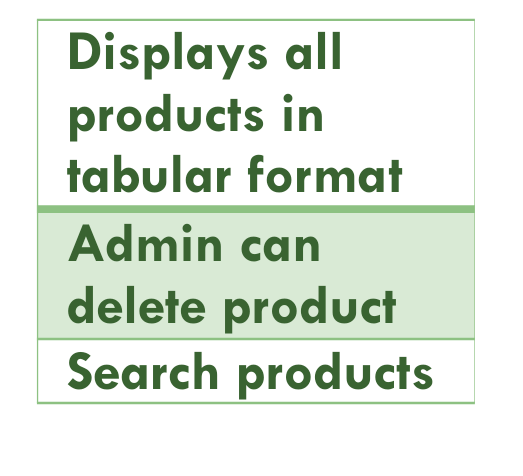 Displays all
products in
tabular format
Admin can
delete product
Search products